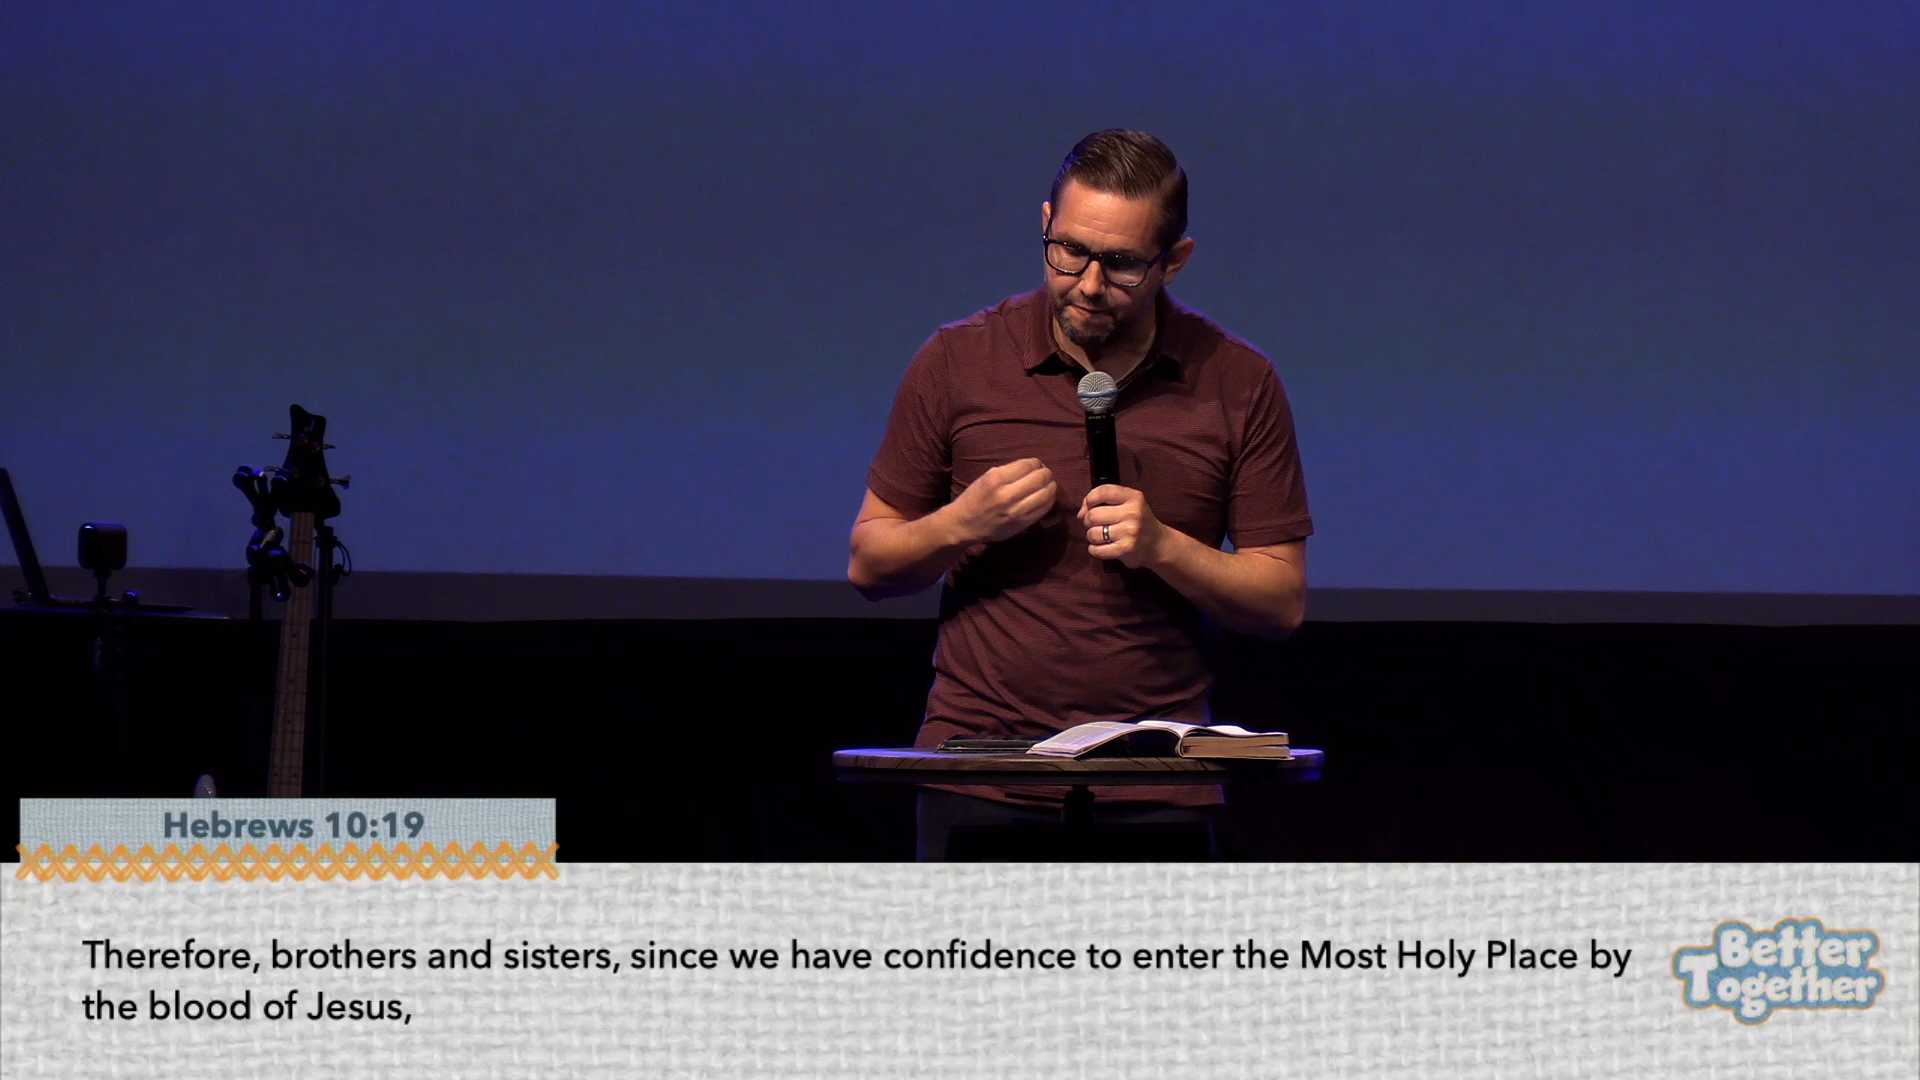 Hebrews 10:19
Therefore, brothers and sisters, since we have confidence to enter the Most Holy Place by
the blood of Jesus,
Better
Together